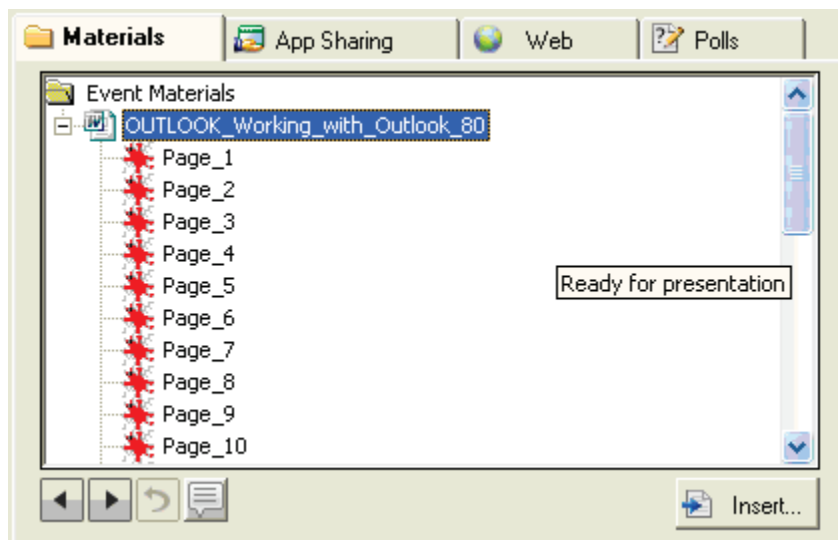 Materials App Sharing Web Polls
Event Materials
OUTLOOK_Working_with_Outlook_80
Page_1
Page_2
Page_3
Page_4
Page_5
Ready for presentation
Page_6
Page_7
Page_8
Page_9
Page_10
Insert...